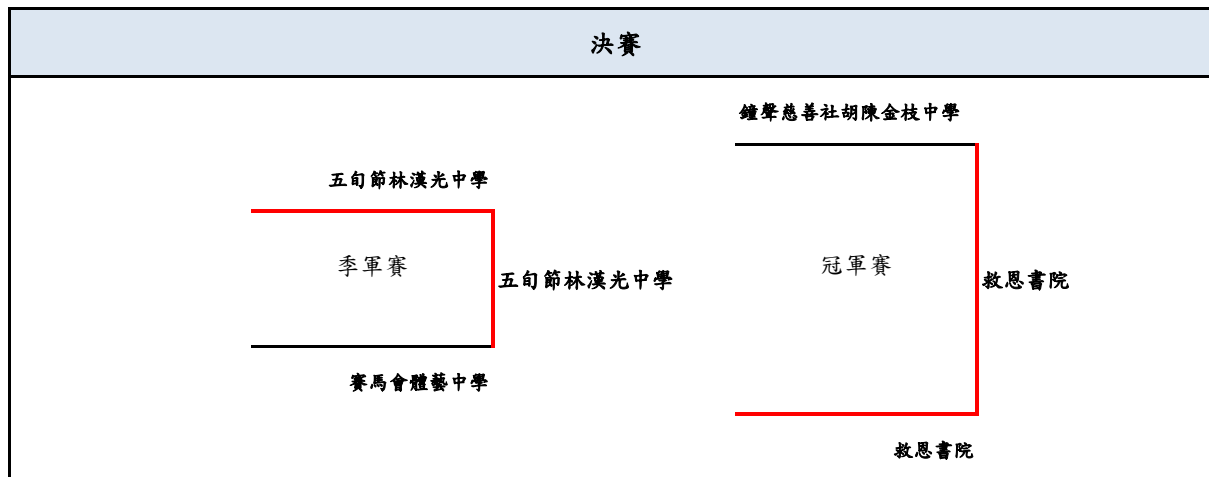 決賽
鐘聲慈善社胡陳金枝中學
五旬節林漢光中學
季軍賽
冠軍賽
五旬節林漢光中學
救恩書院
賽馬會體藝中學
救恩書院